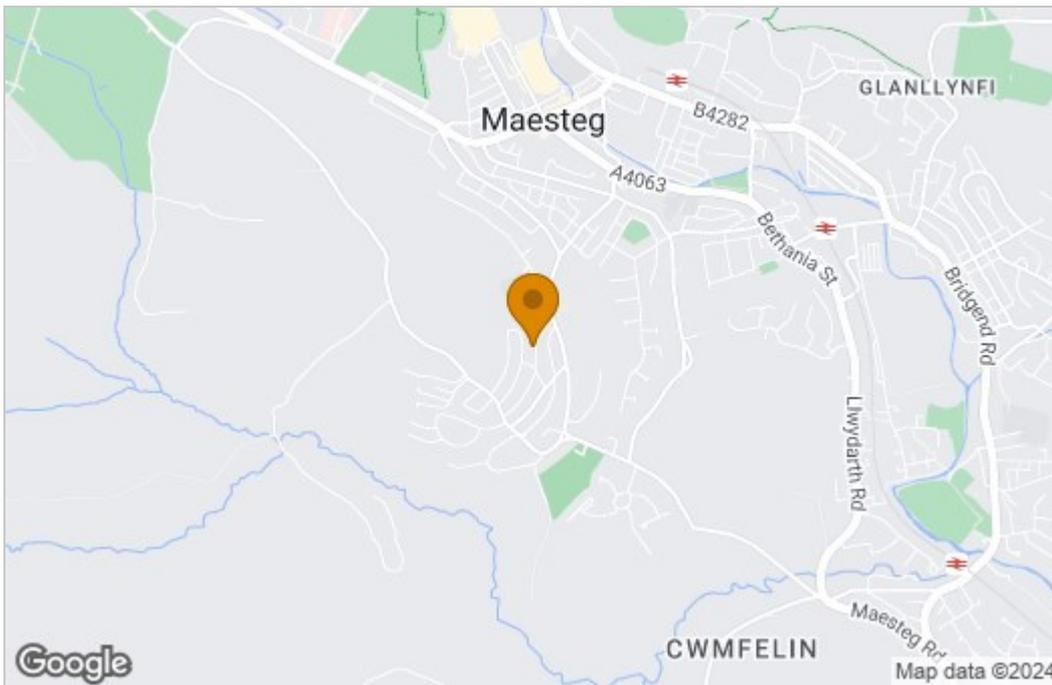 GLANLLYNFI
B4282
Maesteg
A4063
Bethania St
Bridgend Rd
Llwydarth Rd
Maesteg Rd
CWMFELIN
Google
Map data ©2024